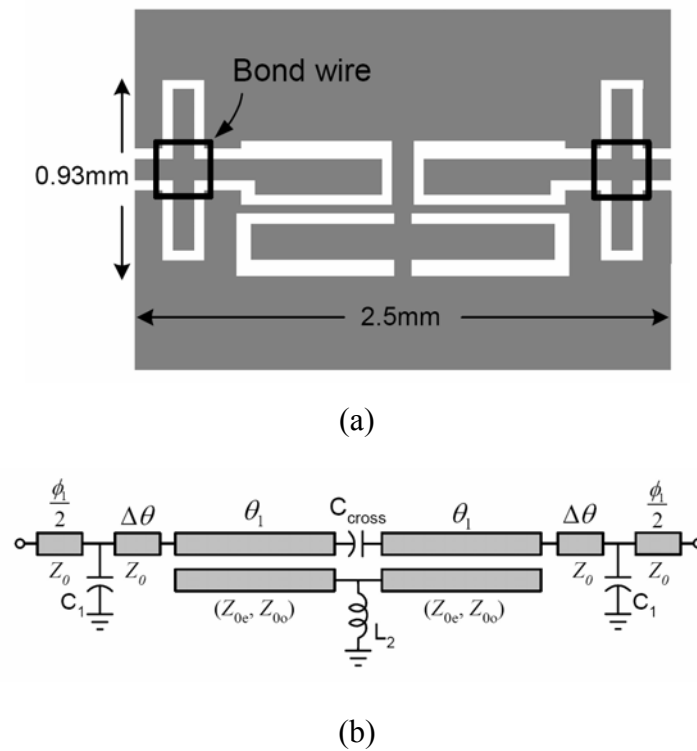 Bond wire
0.93mm
2.5mm
(a)
ϕ₁/2 Δθ θ₁ C_cross θ₁ Δθ ϕ₁/2
Z₀ Z₀ Z₀ Z₀
C₁ (Z₀ₑ, Z₀ₒ) L₂ (Z₀ₑ, Z₀ₒ) C₁
(b)